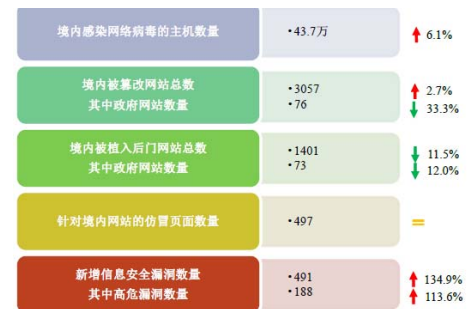 境内感染网络病毒的主机数量
•43.7万
6.1%
境内被篡改网站总数
其中政府网站数量
•3057
•76
2.7%
33.3%
境内被植入后门网站总数
其中政府网站数量
•1401
•73
11.5%
12.0%
针对境内网站的仿冒页面数量
•497
=
新增信息安全漏洞数量
其中高危漏洞数量
•491
•188
134.9%
113.6%